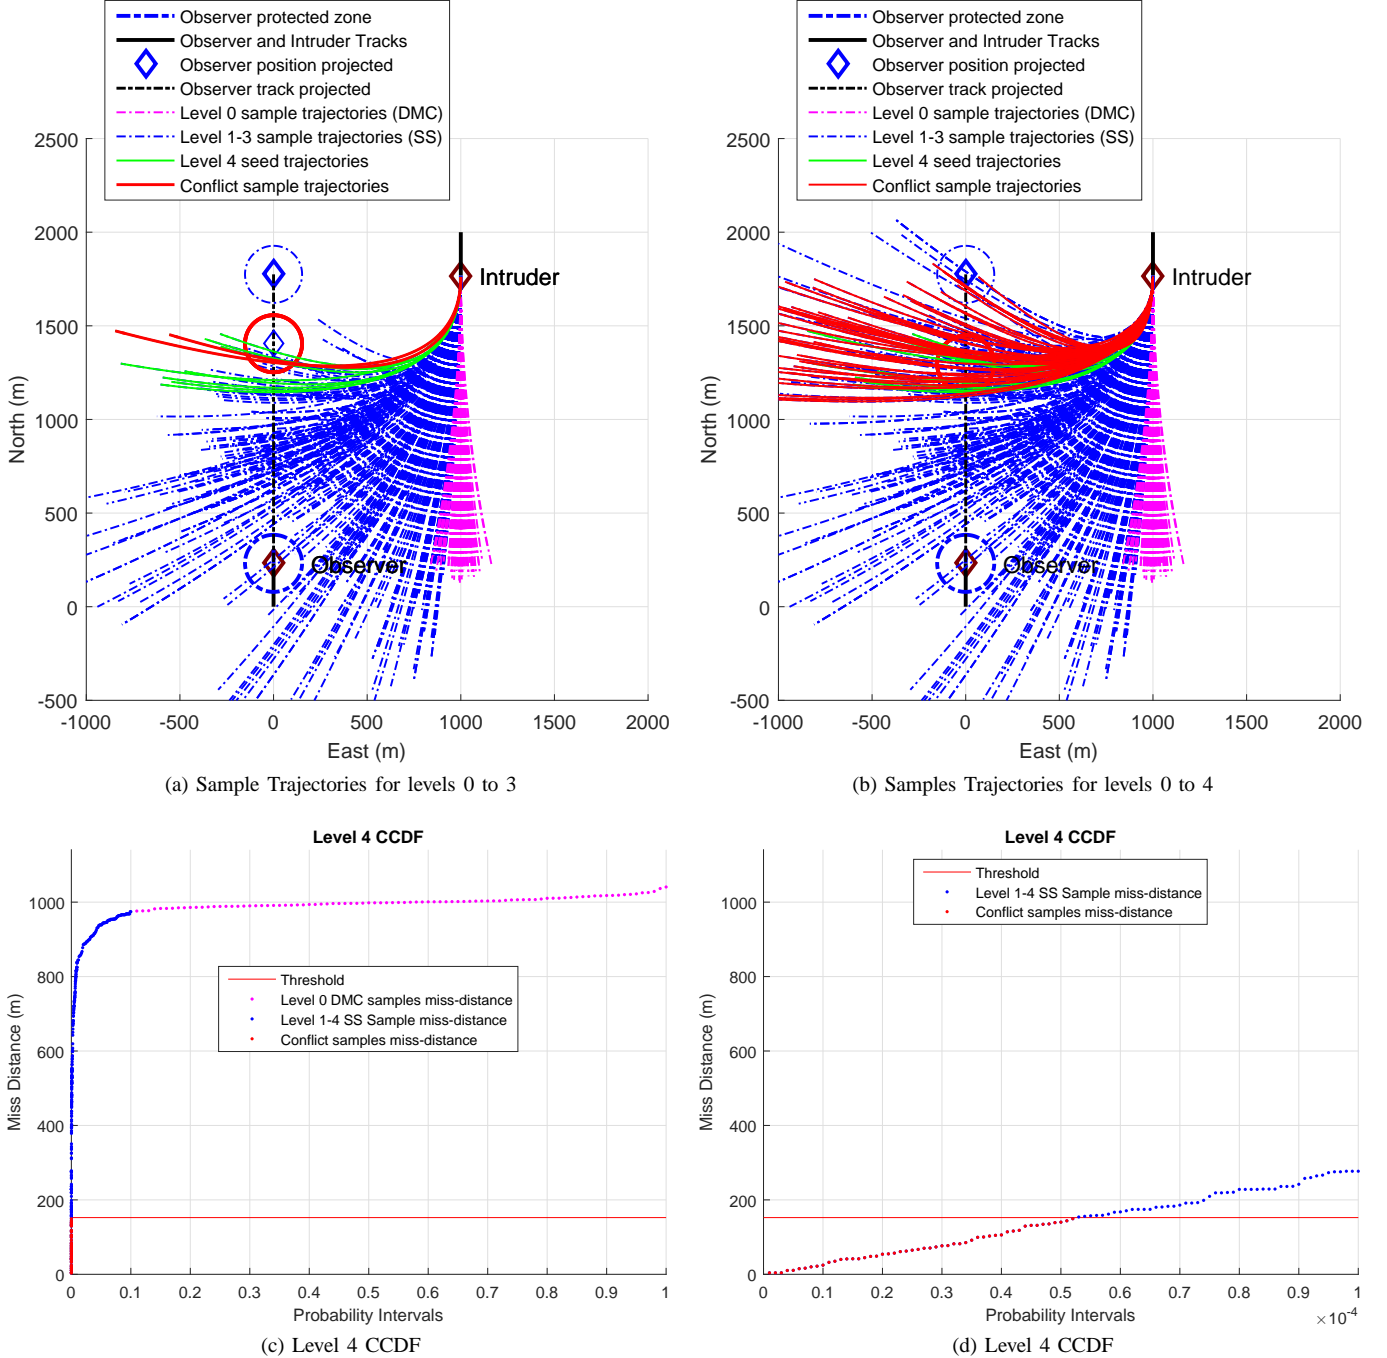 Observer protected zone
Observer and Intruder Tracks
Observer position projected
Observer track projected
Level 0 sample trajectories (DMC)
Level 1-3 sample trajectories (SS)
Level 4 seed trajectories
Conflict sample trajectories
2500
2000
1500
1000
500
0
-500
North (m)
Intruder
Observer
-1000 -500 0 500 1000 1500 2000
East (m)
(a) Sample Trajectories for levels 0 to 3
Observer protected zone
Observer and Intruder Tracks
Observer position projected
Observer track projected
Level 0 sample trajectories (DMC)
Level 1-3 sample trajectories (SS)
Level 4 seed trajectories
Conflict sample trajectories
2500
2000
1500
1000
500
0
-500
North (m)
Intruder
Observer
-1000 -500 0 500 1000 1500 2000
East (m)
(b) Samples Trajectories for levels 0 to 4
Level 4 CCDF
1000
800
600
400
200
0
Miss Distance (m)
Threshold
Level 0 DMC samples miss-distance
Level 1-4 SS Sample miss-distance
Conflict samples miss-distance
0 0.1 0.2 0.3 0.4 0.5 0.6 0.7 0.8 0.9 1
Probability Intervals
(c) Level 4 CCDF
Level 4 CCDF
1000
800
600
400
200
0
Miss Distance (m)
Threshold
Level 1-4 SS Sample miss-distance
Conflict samples miss-distance
0 0.1 0.2 0.3 0.4 0.5 0.6 0.7 0.8 0.9 1
×10-4
Probability Intervals
(d) Level 4 CCDF